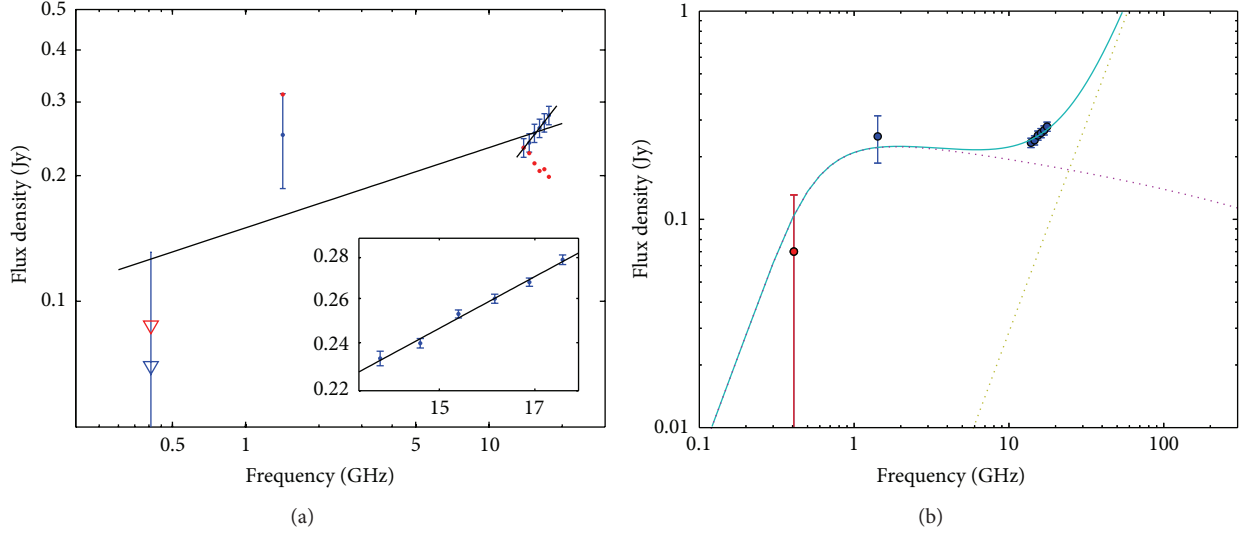 0.5
0.4
0.3
0.2
0.1
Flux density (Jy)
0.28
0.26
0.24
0.22
15 17
0.5 1 5 10
Frequency (GHz)
(a)
1
0.1
0.01
Flux density (Jy)
0.1 1 10 100
Frequency (GHz)
(b)